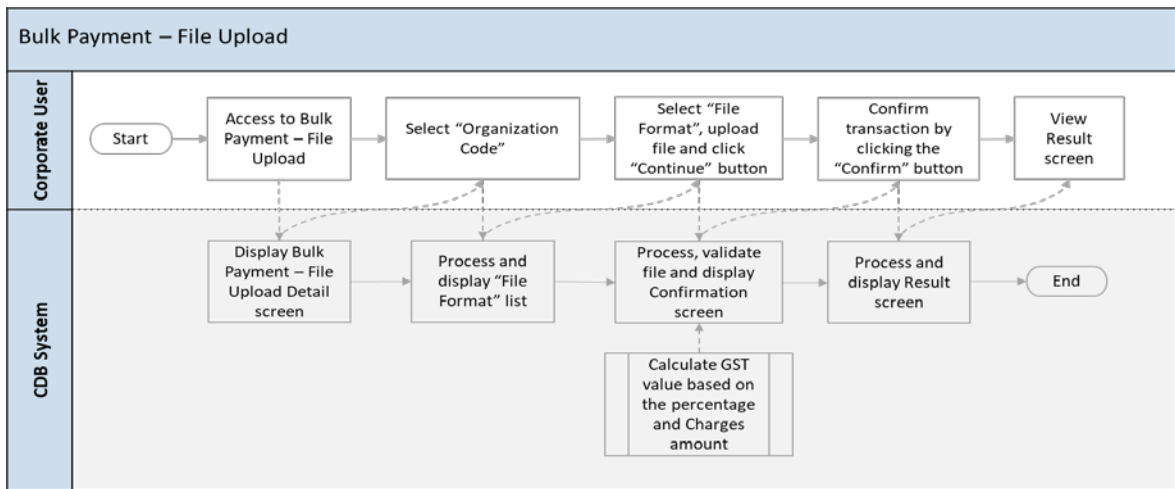 Bulk Payment – File Upload
Corporate User
Start
Access to Bulk
Payment – File
Upload
Select “Organization
Code”
Select “File
Format”, upload
file and click
“Continue” button
Confirm
transaction by
clicking the
“Confirm” button
View
Result
screen
CDB System
Display Bulk
Payment – File
Upload Detail
screen
Process and
display “File
Format” list
Process, validate
file and display
Confirmation
screen
Process and
display Result
screen
End
Calculate GST
value based on
the percentage
and Charges
amount